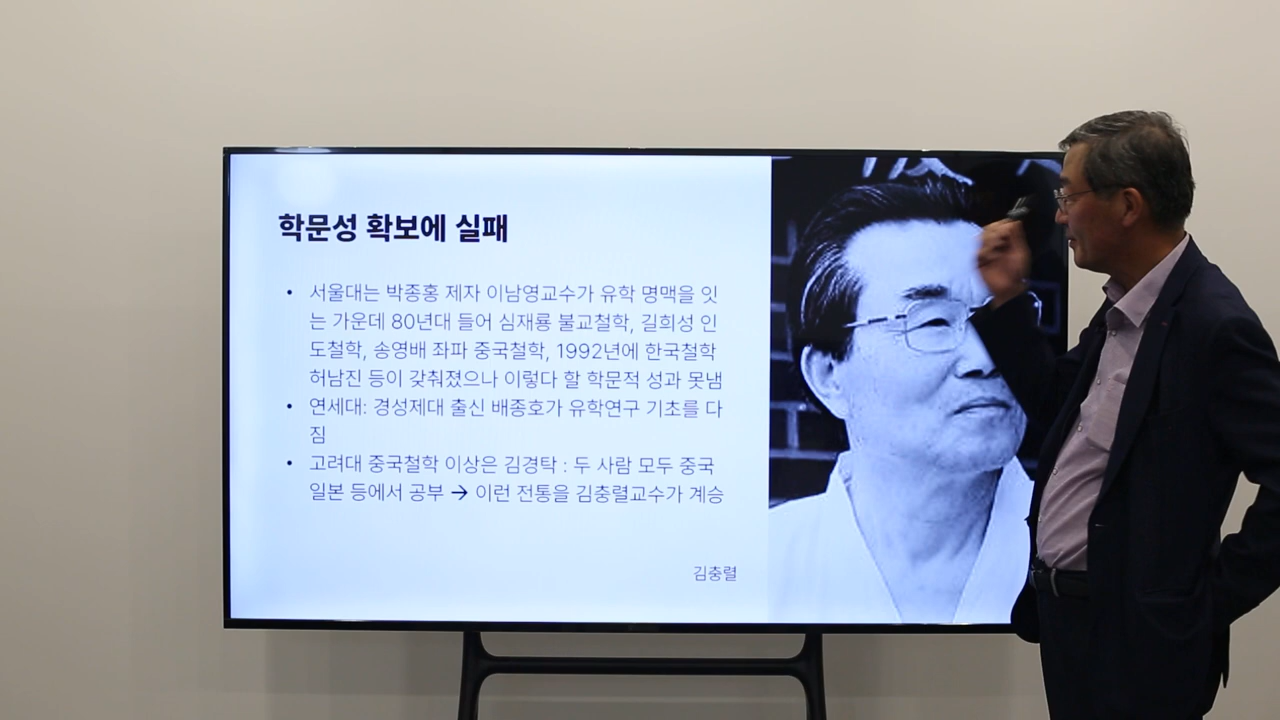 학문성 확보에 실패
• 서울대는 박종홍 제자 이남영교수가 유학 명맥을 잇
는 가운데 80년대 들어 심재룡 불교철학, 길희성 인
도철학, 송영배 좌파 중국철학, 1992년에 한국철학
허남진 등이 갖춰졌으나 이렇다 할 학문적 성과 못냄
• 연세대: 경성제대 출신 배종호가 유학연구 기초를 다
짐
• 고려대 중국철학 이상은 김경탁 : 두 사람 모두 중국
일본 등에서 공부 → 이런 전통을 김충렬교수가 계승
김충렬